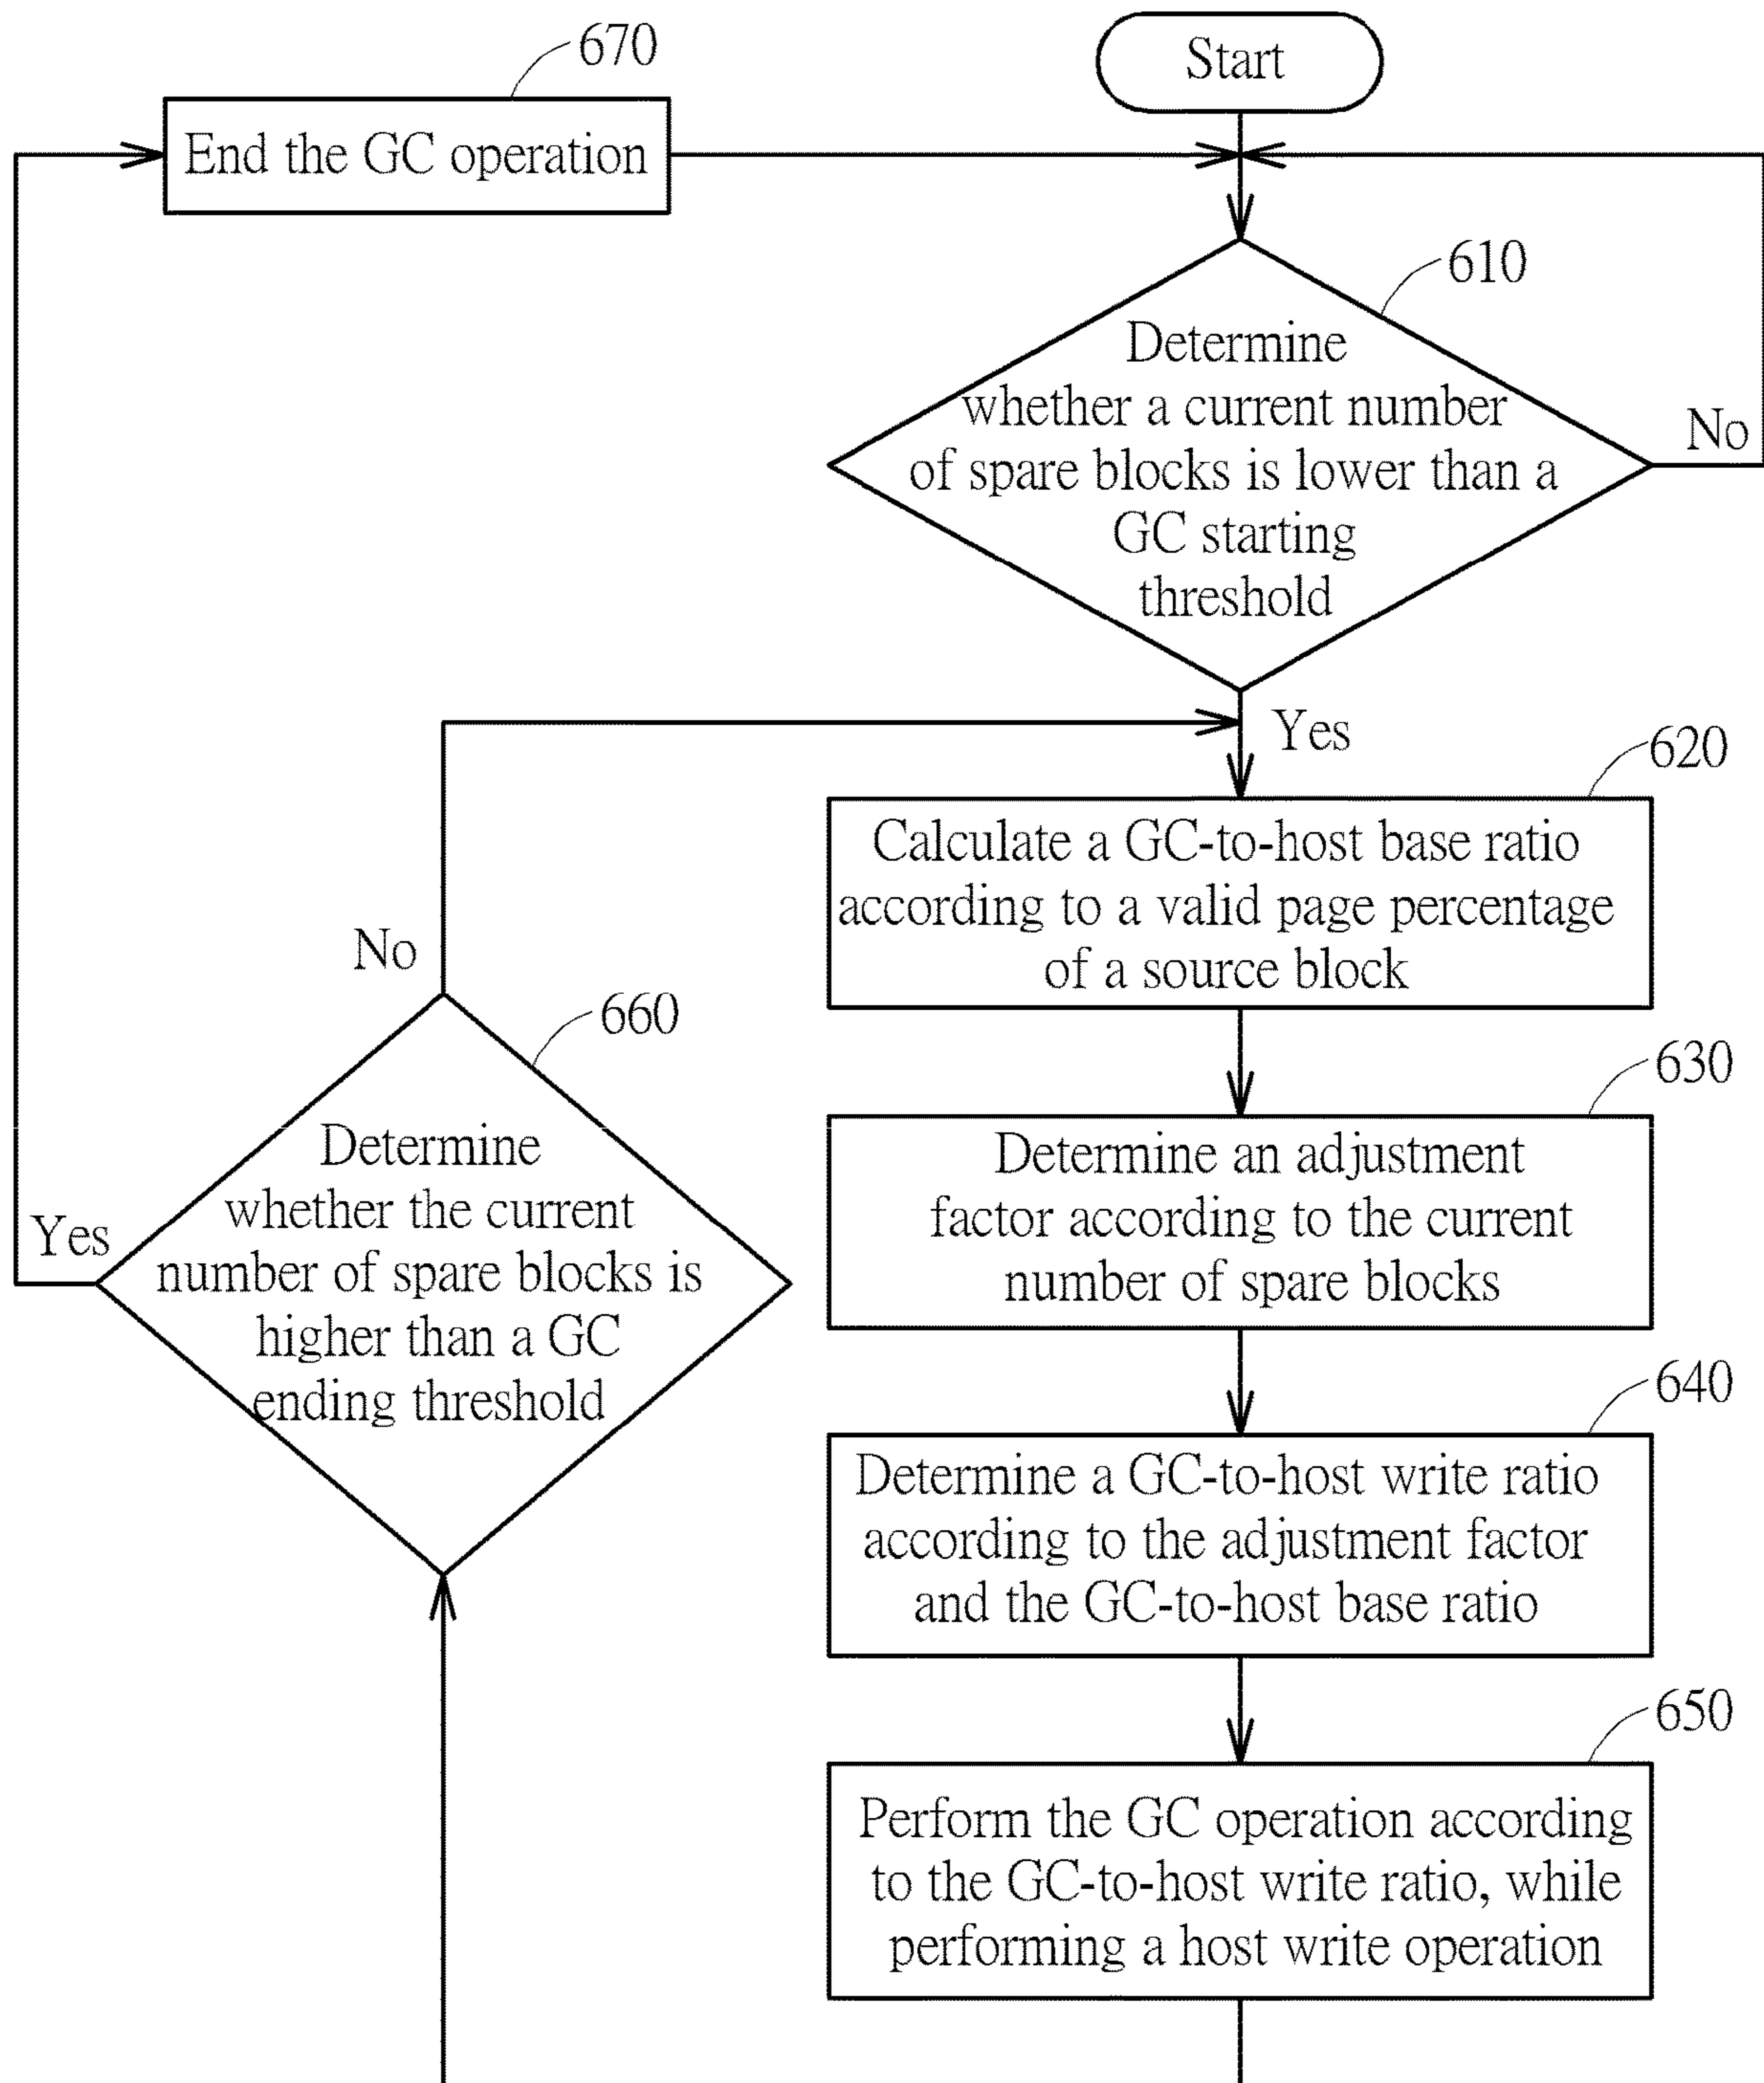 670
Start
End the GC operation
610
Determine
whether a current number
of spare blocks is lower than a
GC starting
threshold
No
Yes
620
Calculate a GC-to-host base ratio
according to a valid page percentage
of a source block
No
660
630
Determine
whether the current
number of spare blocks is
higher than a GC
ending threshold
Yes
Determine an adjustment
factor according to the current
number of spare blocks
640
Determine a GC-to-host write ratio
according to the adjustment factor
and the GC-to-host base ratio
650
Perform the GC operation according
to the GC-to-host write ratio, while
performing a host write operation